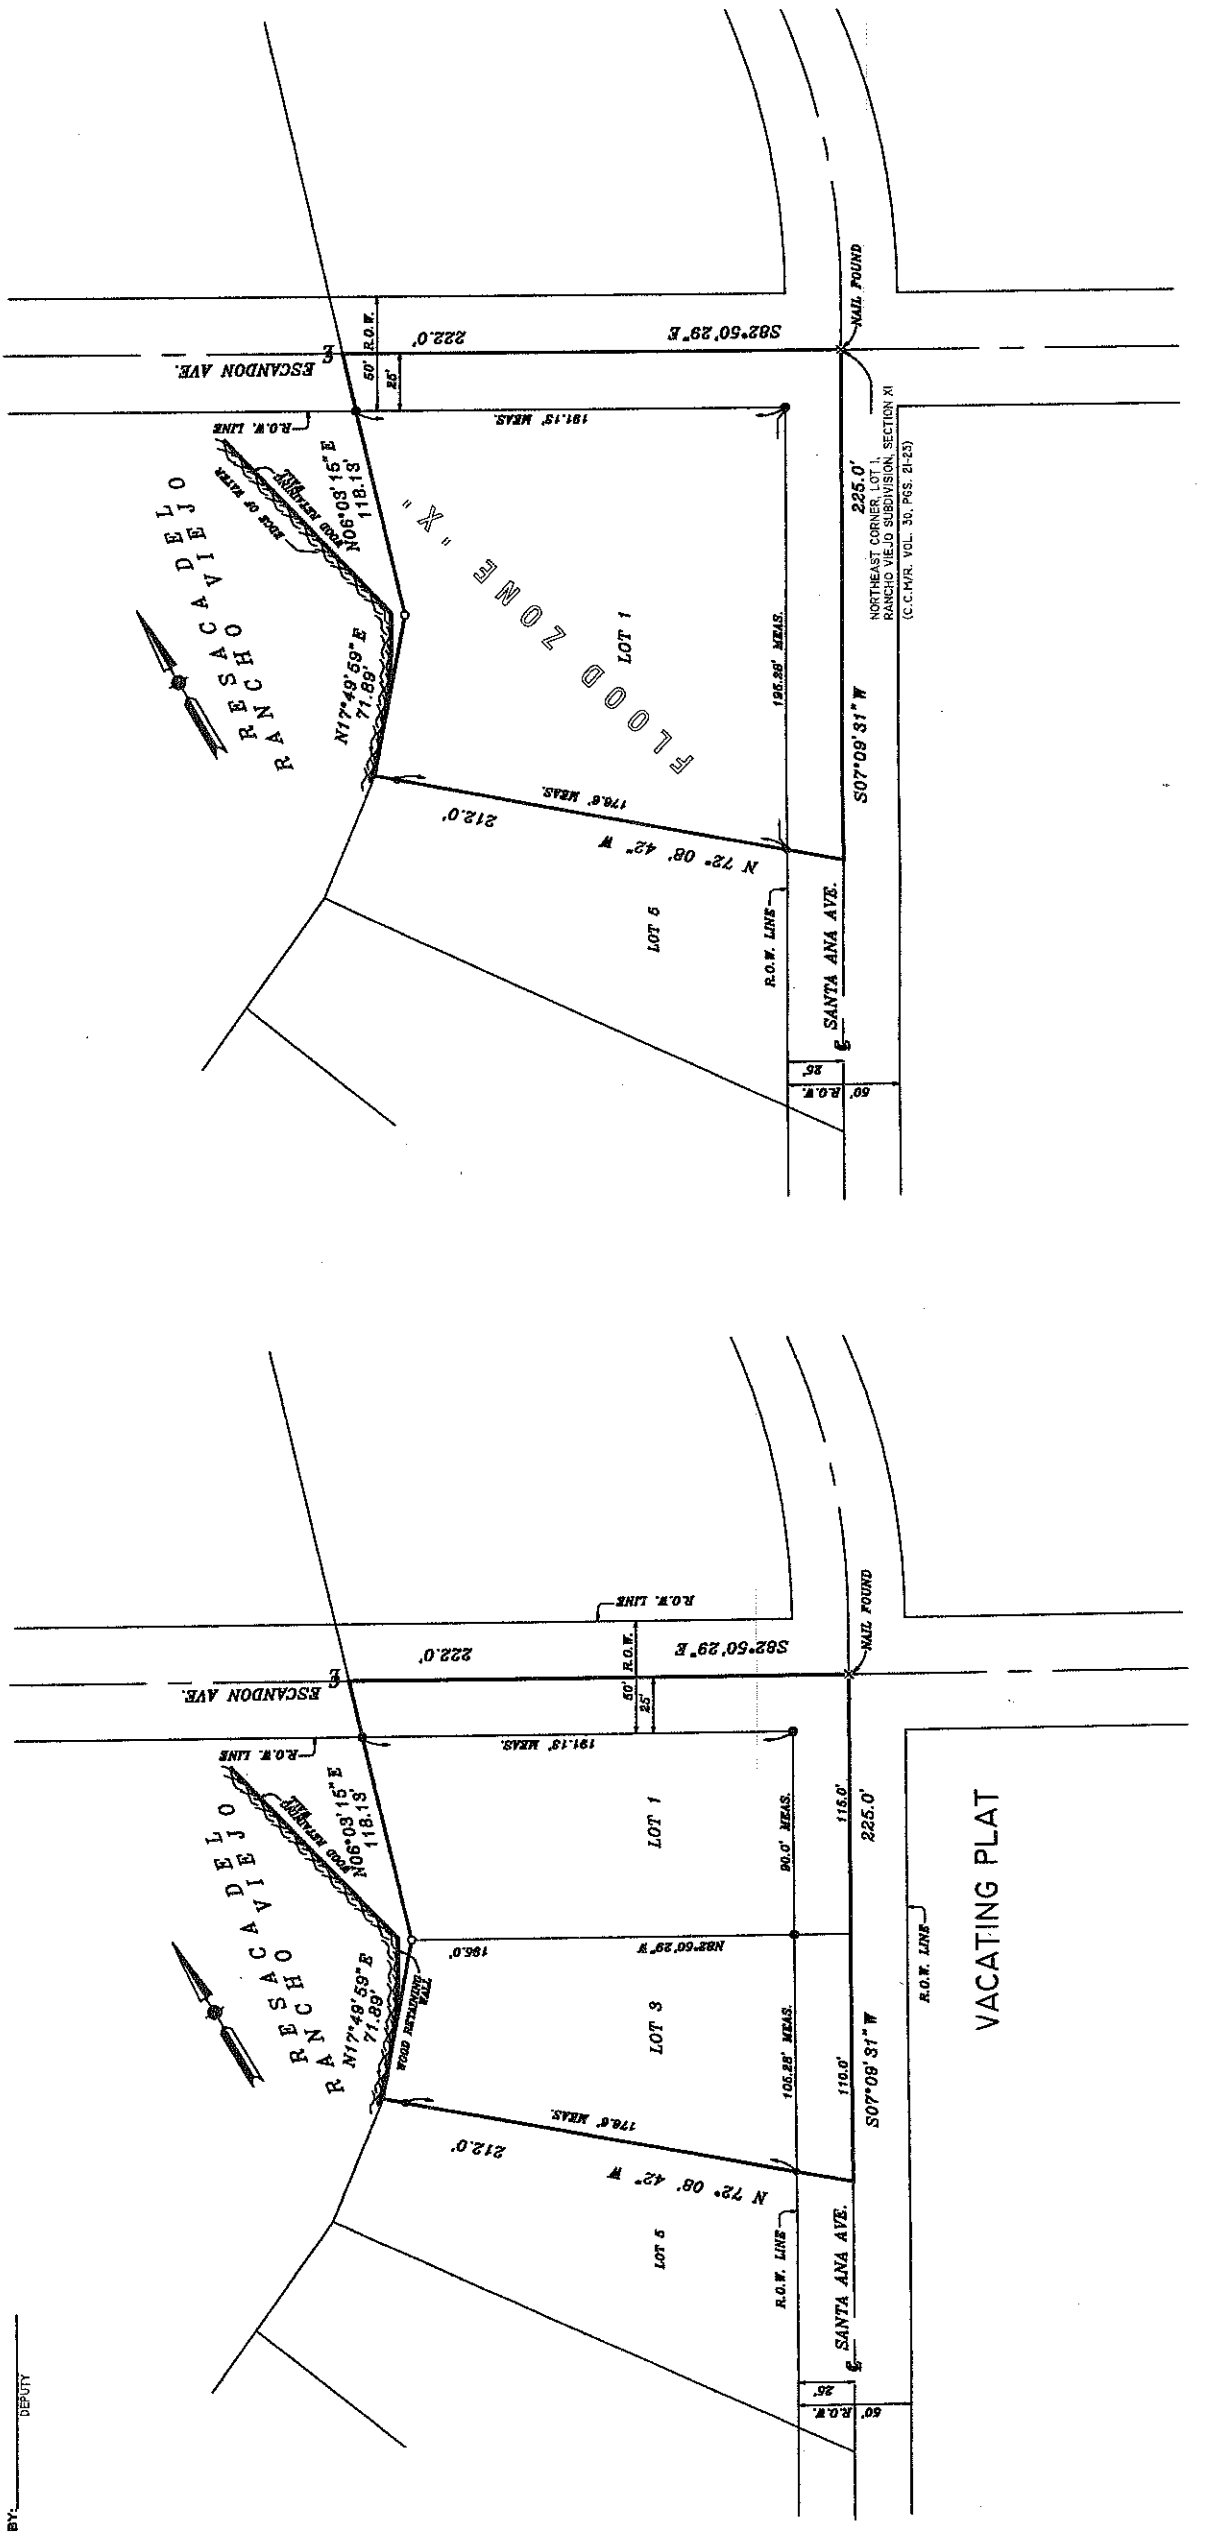 ESCANDON AVE.
℄
222.0'
S82°50'29"E
50' R.O.W.
25'
R.O.W. LINE
191.13' MEAS.
RESACA DEL
RANCHO VIEJO
EDGE OF WATER
WOOD RETAINING
WALL
N06°03'15"E
118.13'
N17°49'59"E
71.89'
FLOOD ZONE "X"
LOT 1
195.28' MEAS.
NAIL FOUND
225.0'
NORTHEAST CORNER, LOT 1,
RANCHO VIEJO SUBDIVISION, SECTION XI
(C.C.M/R. VOL. 30, PGS. 21-23)
S07°09'31"W
176.6' MEAS.
212.0'
N 72° 08' 42" W
LOT 5
R.O.W. LINE
℄ SANTA ANA AVE.
25'
50' R.O.W.
R.O.W. LINE
ESCANDON AVE.
℄
222.0'
S82°50'29"E
50' R.O.W.
25'
R.O.W. LINE
191.13' MEAS.
RESACA DEL
RANCHO VIEJO
WOOD RETAINING
WALL
N06°03'15"E
118.13'
N17°49'59"E
71.89'
WOOD RETAINING
WALL
LOT 1
90.0' MEAS.
115.0'
225.0'
NAIL FOUND
195.0'
N82°50'29"W
LOT 3
105.28' MEAS.
110.0'
S07°09'31"W
176.6' MEAS.
212.0'
N 72° 08' 42" W
LOT 5
R.O.W. LINE
℄ SANTA ANA AVE.
25'
50' R.O.W.
R.O.W. LINE
VACATING PLAT
BY:
DEPUTY